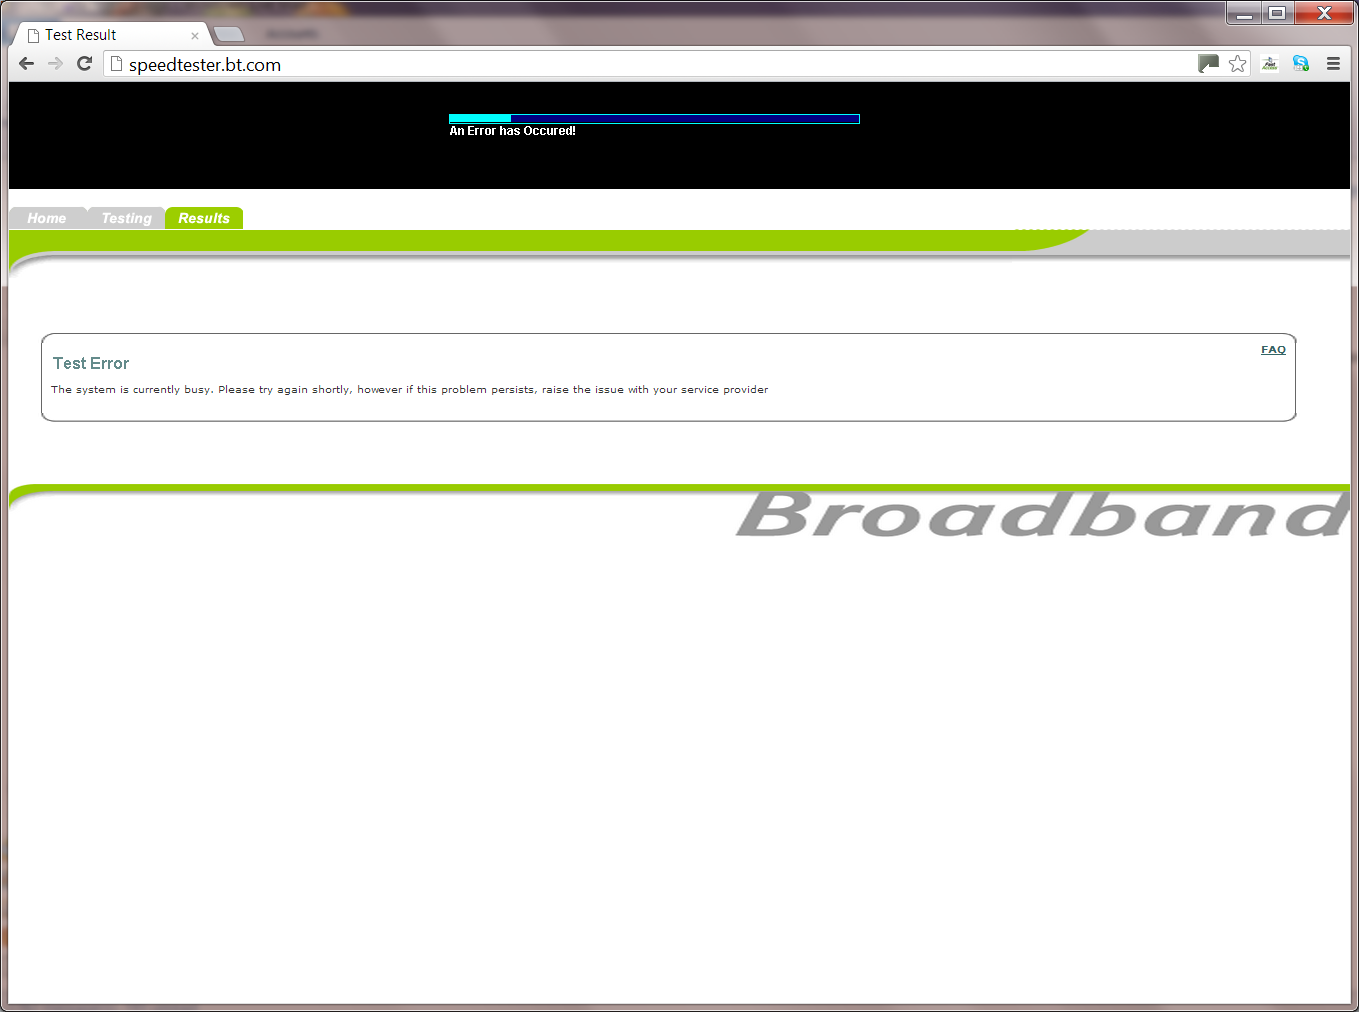 Test Result
speedtester.bt.com
An Error has Occured!
Home Testing Results
FAQ
Test Error
The system is currently busy. Please try again shortly, however if this problem persists, raise the issue with your service provider
Broadband